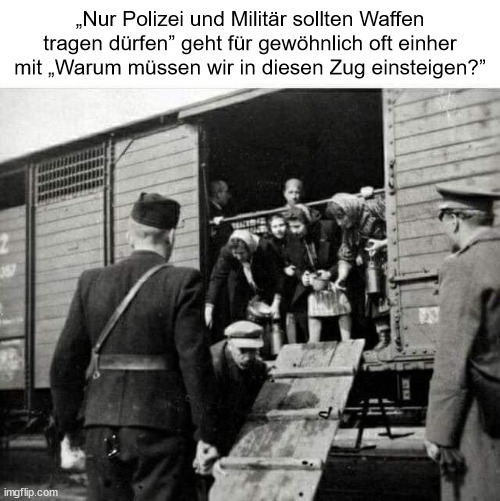 „Nur Polizei und Militär sollten Waffen
tragen dürfen” geht für gewöhnlich oft einher
mit „Warum müssen wir in diesen Zug einsteigen?”
imgflip.com